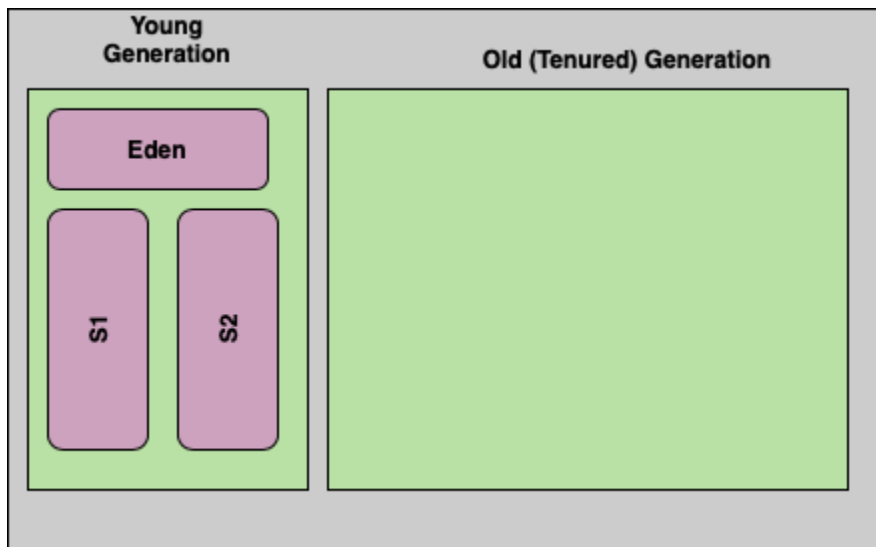 Young
Generation
Old (Tenured) Generation
Eden
S1
S2